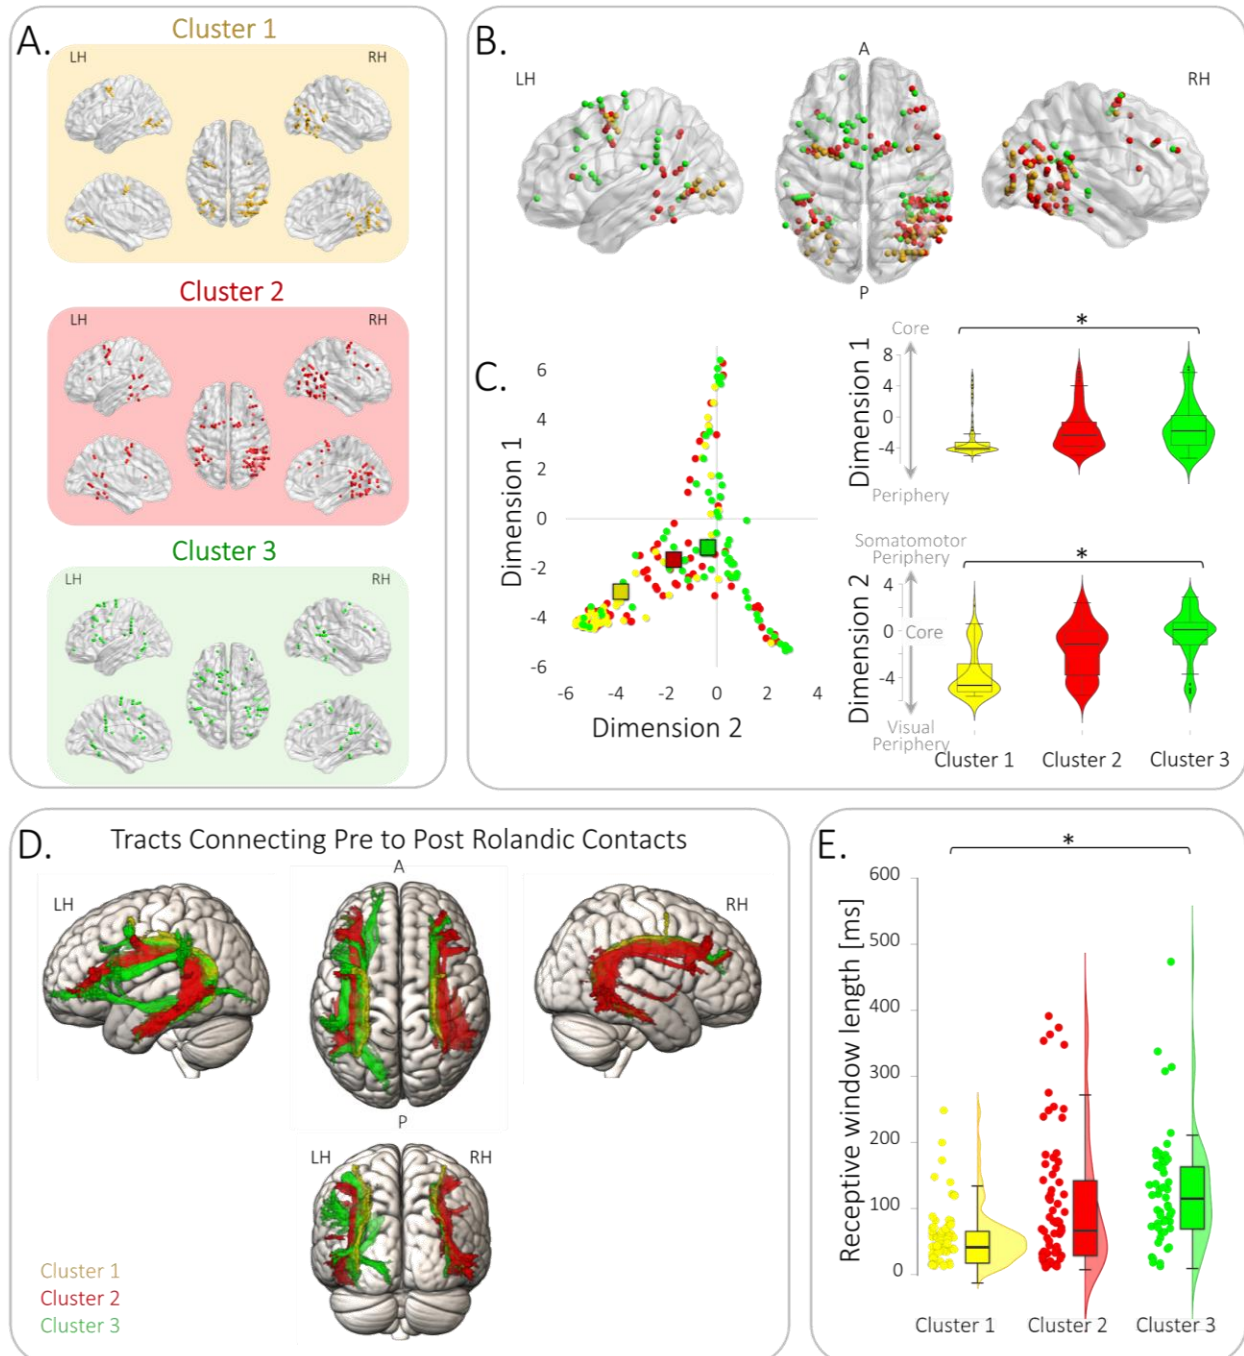 A.
Cluster 1
LH
RH
Cluster 2
LH
RH
Cluster 3
LH
RH
B.
A
LH
RH
P
C.
Dimension 1
6
4
2
0
-2
-4
-6
-6
-4
-2
0
2
4
Dimension 2
*
Core
Dimension 1
8
4
0
-4
Periphery
Somatomotor
Periphery
*
Dimension 2
4
0
Core
-4
Visual
Periphery
Cluster 1
Cluster 2
Cluster 3
D.
Tracts Connecting Pre to Post Rolandic Contacts
A
LH
RH
P
LH
RH
Cluster 1
Cluster 2
Cluster 3
E.
*
Receptive window length [ms]
600
500
400
300
200
100
0
Cluster 1
Cluster 2
Cluster 3